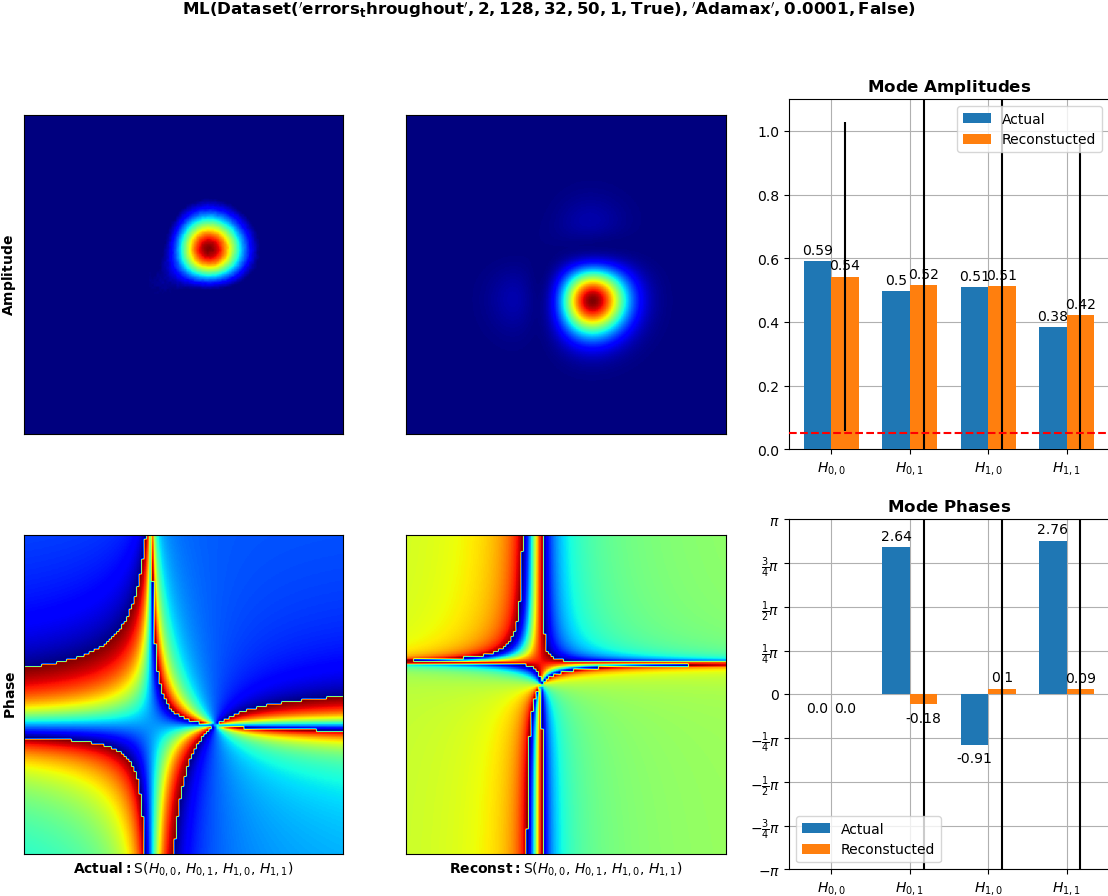 ML(Dataset('errors_throughout', 2, 128, 32, 50, 1, True), 'Adamax', 0.0001, False)
Amplitude
Mode Amplitudes
Actual
Reconstucted
1.0
0.8
0.6
0.4
0.2
0.0
0.59
0.54
0.5
0.52
0.51
0.51
0.38
0.42
H0,0
H0,1
H1,0
H1,1
Phase
Actual: S(H0,0, H0,1, H1,0, H1,1)
Reconst: S(H0,0, H0,1, H1,0, H1,1)
Mode Phases
π
3/4π
1/2π
1/4π
0
−1/4π
−1/2π
−3/4π
−π
0.0
0.0
2.64
-0.18
-0.91
0.1
2.76
0.09
Actual
Reconstucted
H0,0
H0,1
H1,0
H1,1